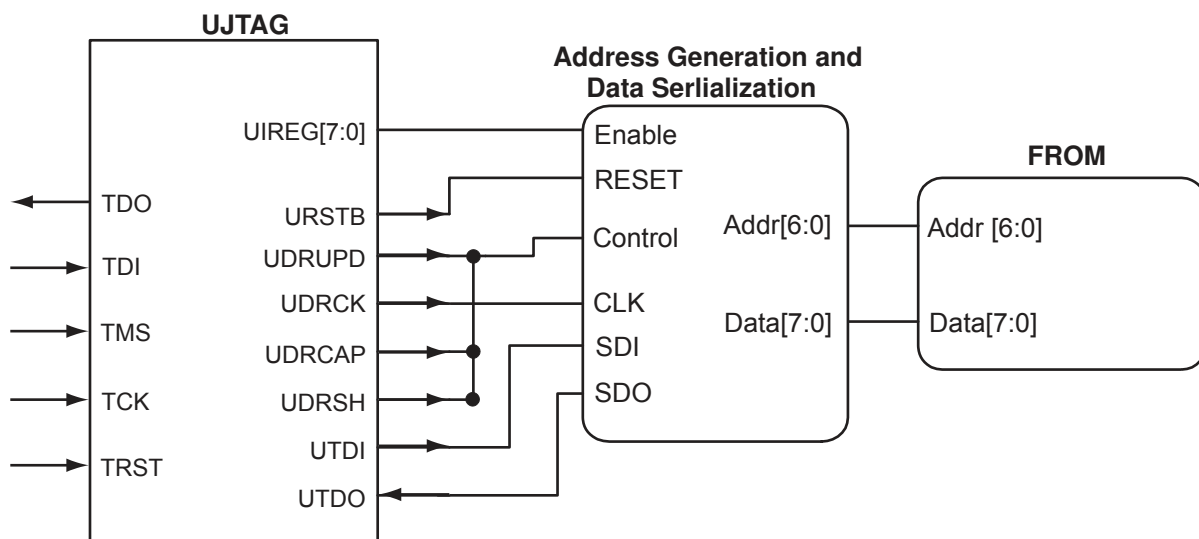 UJTAG
TDO
TDI
TMS
TCK
TRST
UIREG[7:0]
URSTB
UDRUPD
UDRCK
UDRCAP
UDRSH
UTDI
UTDO
Address Generation and
Data Serlialization
Enable
RESET
Control
CLK
SDI
SDO
Addr[6:0]
Data[7:0]
FROM
Addr [6:0]
Data[7:0]